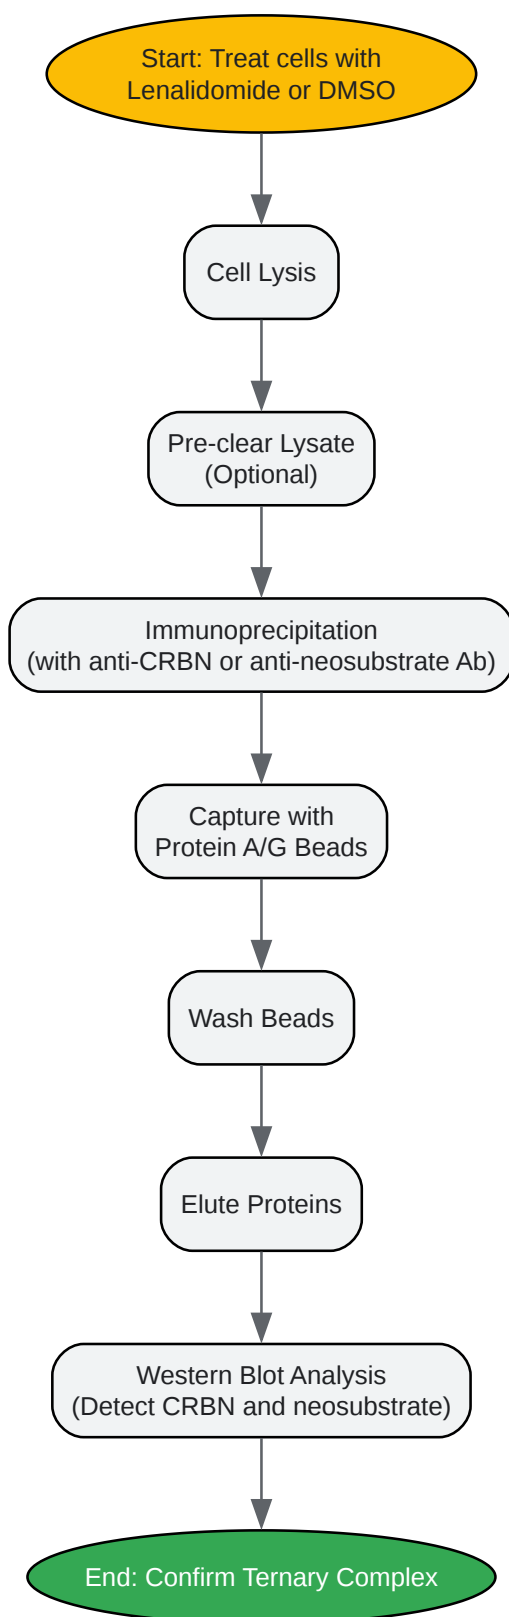 Start: Treat cells with
Lenalidomide or DMSO
Cell Lysis
Pre-clear Lysate
(Optional)
Immunoprecipitation
(with anti-CRBN or anti-neosubstrate Ab)
Capture with
Protein A/G Beads
Wash Beads
Elute Proteins
Western Blot Analysis
(Detect CRBN and neosubstrate)
End: Confirm Ternary Complex